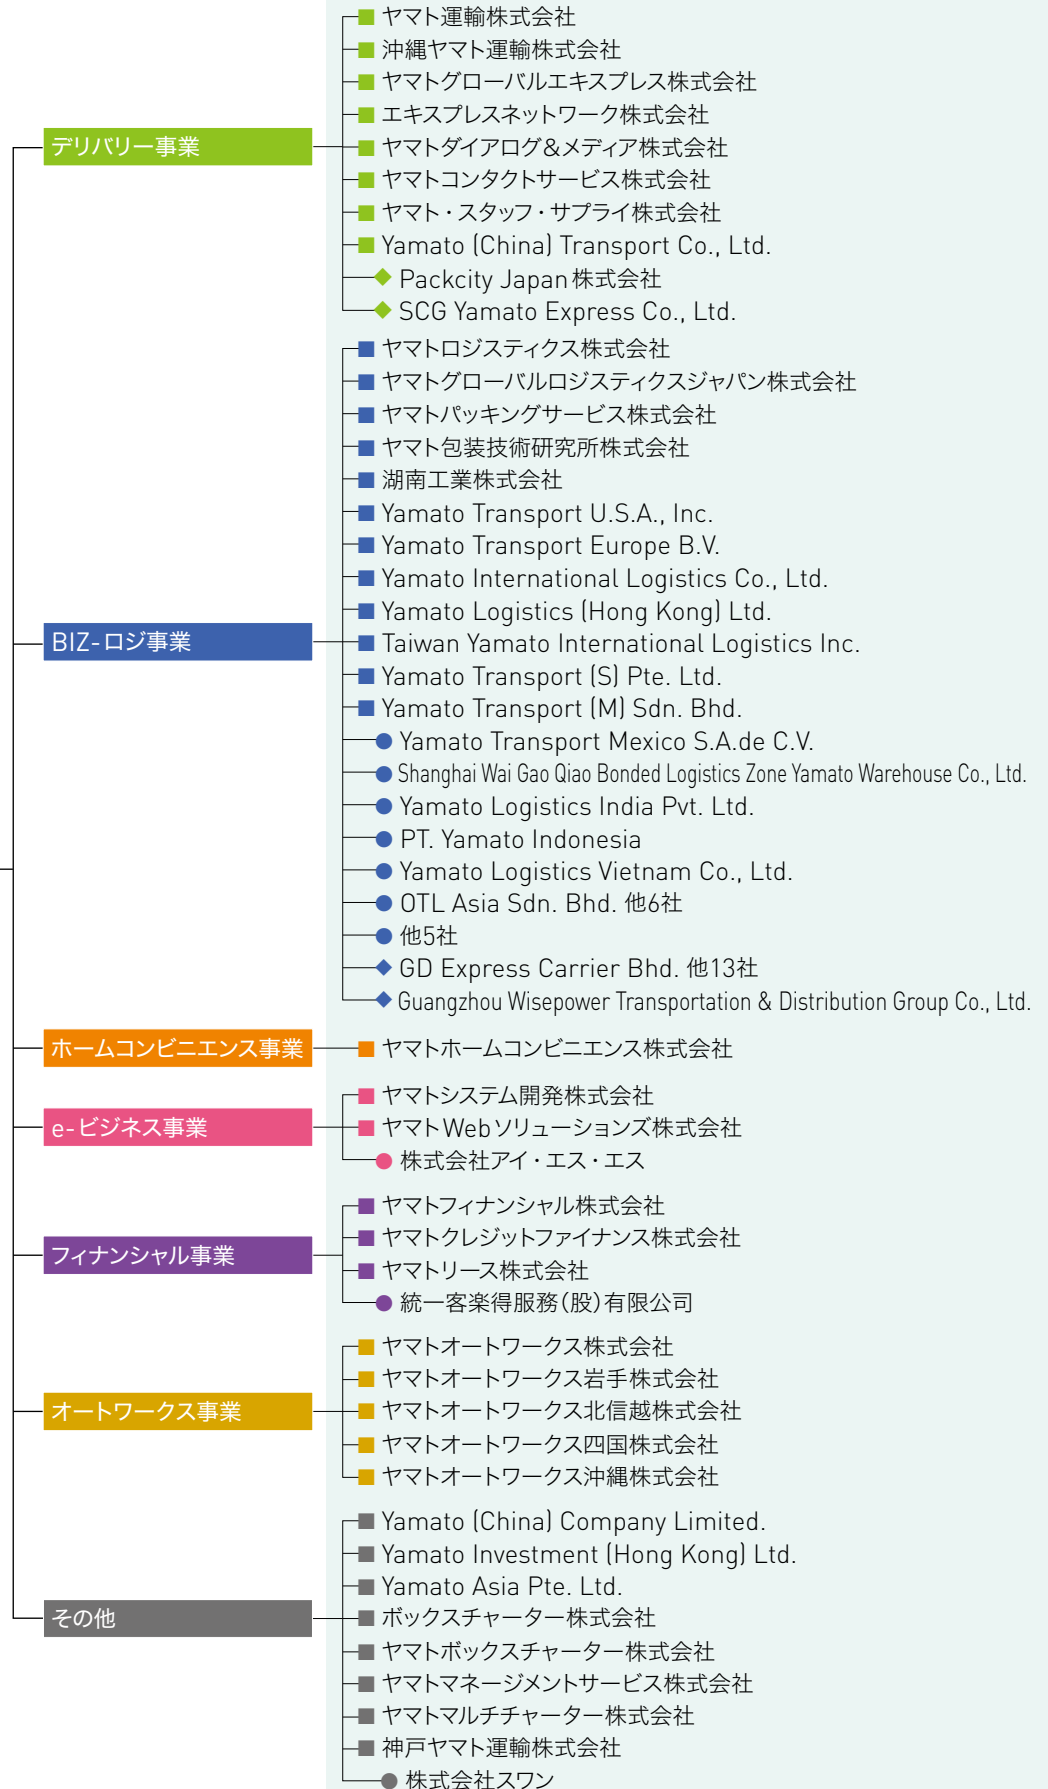 デリバリー事業
ヤマト運輸株式会社
沖縄ヤマト運輸株式会社
ヤマトグローバルエキスプレス株式会社
エキスプレスネットワーク株式会社
ヤマトダイアログ&メディア株式会社
ヤマトコンタクトサービス株式会社
ヤマト・スタッフ・サプライ株式会社
Yamato (China) Transport Co., Ltd.
Packcity Japan株式会社
SCG Yamato Express Co., Ltd.
BIZ-ロジ事業
ヤマトロジスティクス株式会社
ヤマトグローバルロジスティクスジャパン株式会社
ヤマトパッキングサービス株式会社
ヤマト包装技術研究所株式会社
湖南工業株式会社
Yamato Transport U.S.A., Inc.
Yamato Transport Europe B.V.
Yamato International Logistics Co., Ltd.
Yamato Logistics (Hong Kong) Ltd.
Taiwan Yamato International Logistics Inc.
Yamato Transport (S) Pte. Ltd.
Yamato Transport (M) Sdn. Bhd.
Yamato Transport Mexico S.A.de C.V.
Shanghai Wai Gao Qiao Bonded Logistics Zone Yamato Warehouse Co., Ltd.
Yamato Logistics India Pvt. Ltd.
PT. Yamato Indonesia
Yamato Logistics Vietnam Co., Ltd.
OTL Asia Sdn. Bhd. 他6社
他5社
GD Express Carrier Bhd. 他13社
Guangzhou Wisepower Transportation & Distribution Group Co., Ltd.
ホームコンビニエンス事業
ヤマトホームコンビニエンス株式会社
e-ビジネス事業
ヤマトシステム開発株式会社
ヤマトWebソリューションズ株式会社
株式会社アイ・エス・エス
フィナンシャル事業
ヤマトフィナンシャル株式会社
ヤマトクレジットファイナンス株式会社
ヤマトリース株式会社
統一客楽得服務(股)有限公司
オートワークス事業
ヤマトオートワークス株式会社
ヤマトオートワークス岩手株式会社
ヤマトオートワークス北信越株式会社
ヤマトオートワークス四国株式会社
ヤマトオートワークス沖縄株式会社
その他
Yamato (China) Company Limited.
Yamato Investment (Hong Kong) Ltd.
Yamato Asia Pte. Ltd.
ボックスチャーター株式会社
ヤマトボックスチャーター株式会社
ヤマトマネージメントサービス株式会社
ヤマトマルチチャーター株式会社
神戸ヤマト運輸株式会社
株式会社スワン